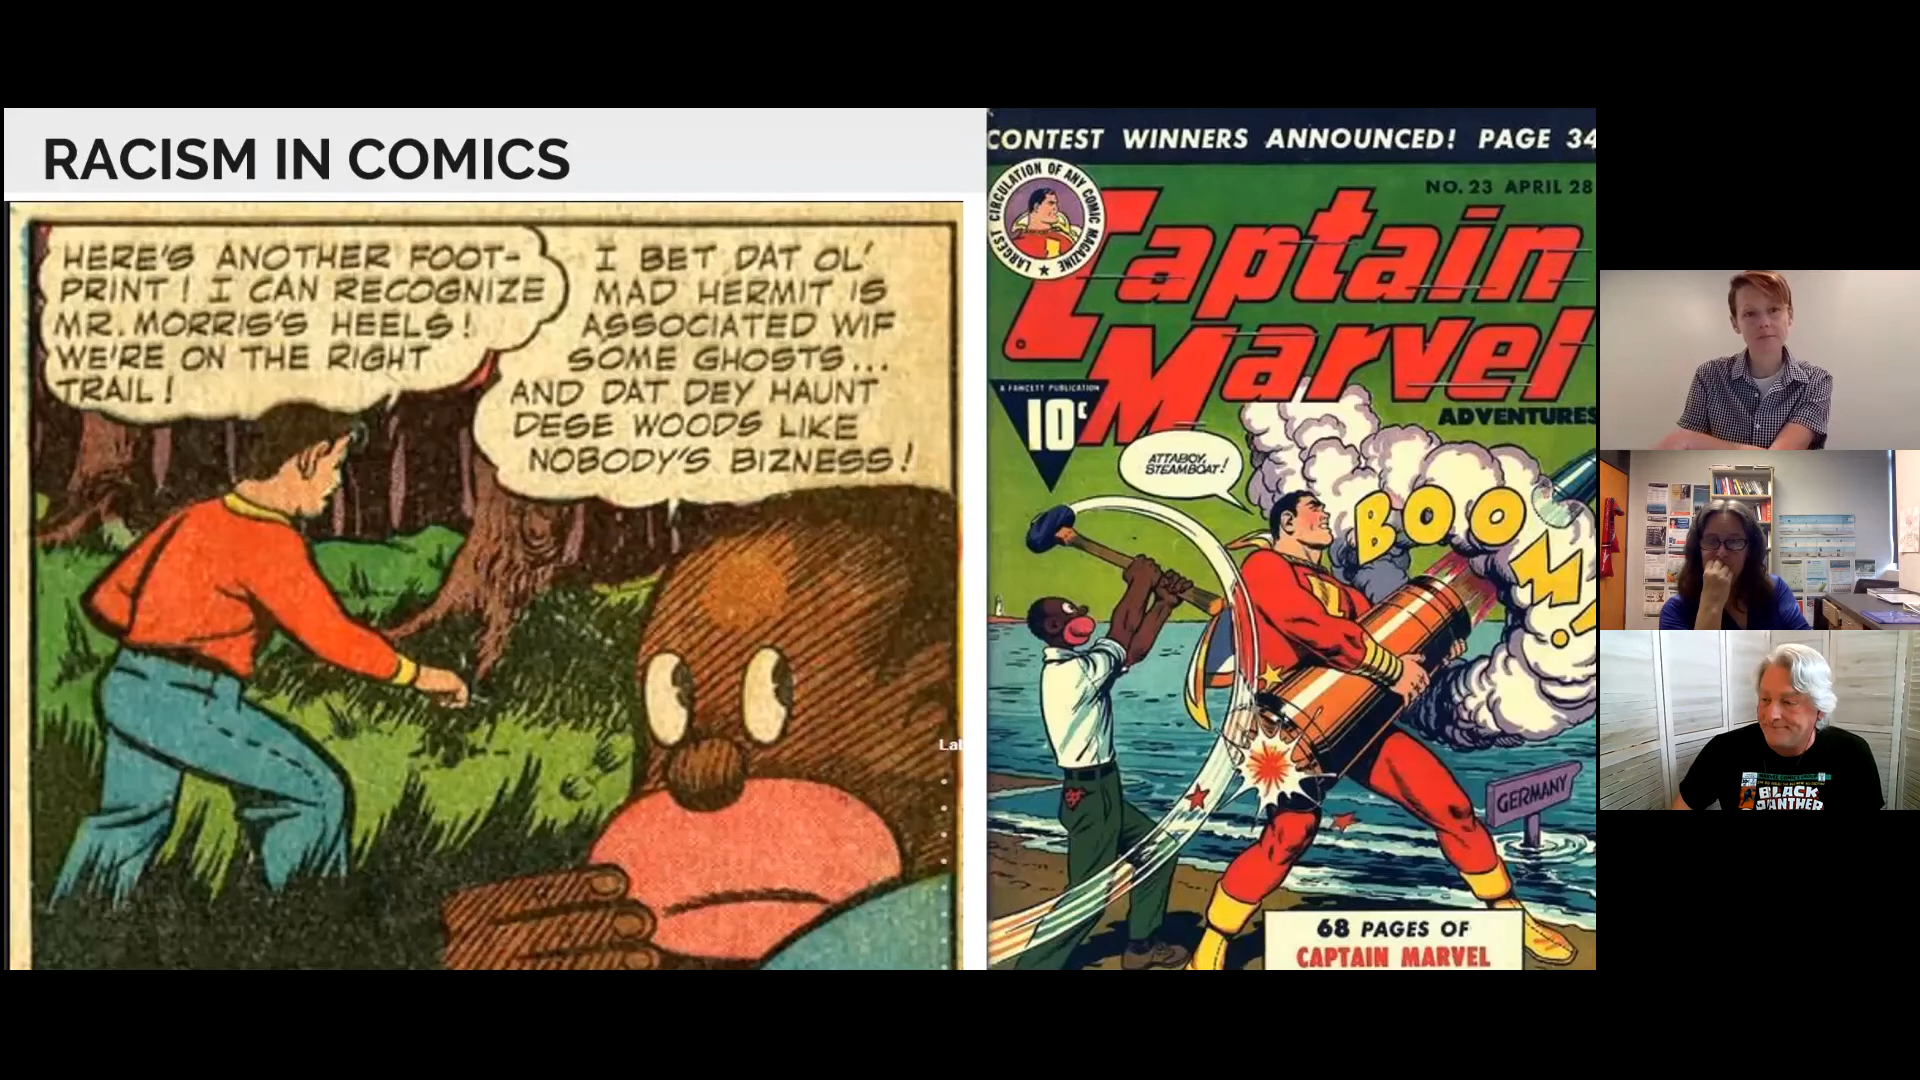 RACISM IN COMICS
HERE'S ANOTHER FOOT-
PRINT! I CAN RECOGNIZE
MR. MORRIS'S HEELS!
WE'RE ON THE RIGHT
TRAIL!
I BET DAT OL'
MAD HERMIT IS
ASSOCIATED WIF
SOME GHOSTS...
AND DAT DEY HAUNT
DESE WOODS LIKE
NOBODY'S BIZNESS!
Lab
CONTEST WINNERS ANNOUNCED! PAGE 34
LARGEST CIRCULATION OF ANY COMIC MAGAZINE
NO. 23 APRIL 28
Captain
Marvel
ADVENTURES
A FAWCETT PUBLICATION
10¢
ATTABOY,
STEAMBOAT!
BOOM!
GERMANY
68 PAGES OF
CAPTAIN MARVEL
BLACK
PANTHER